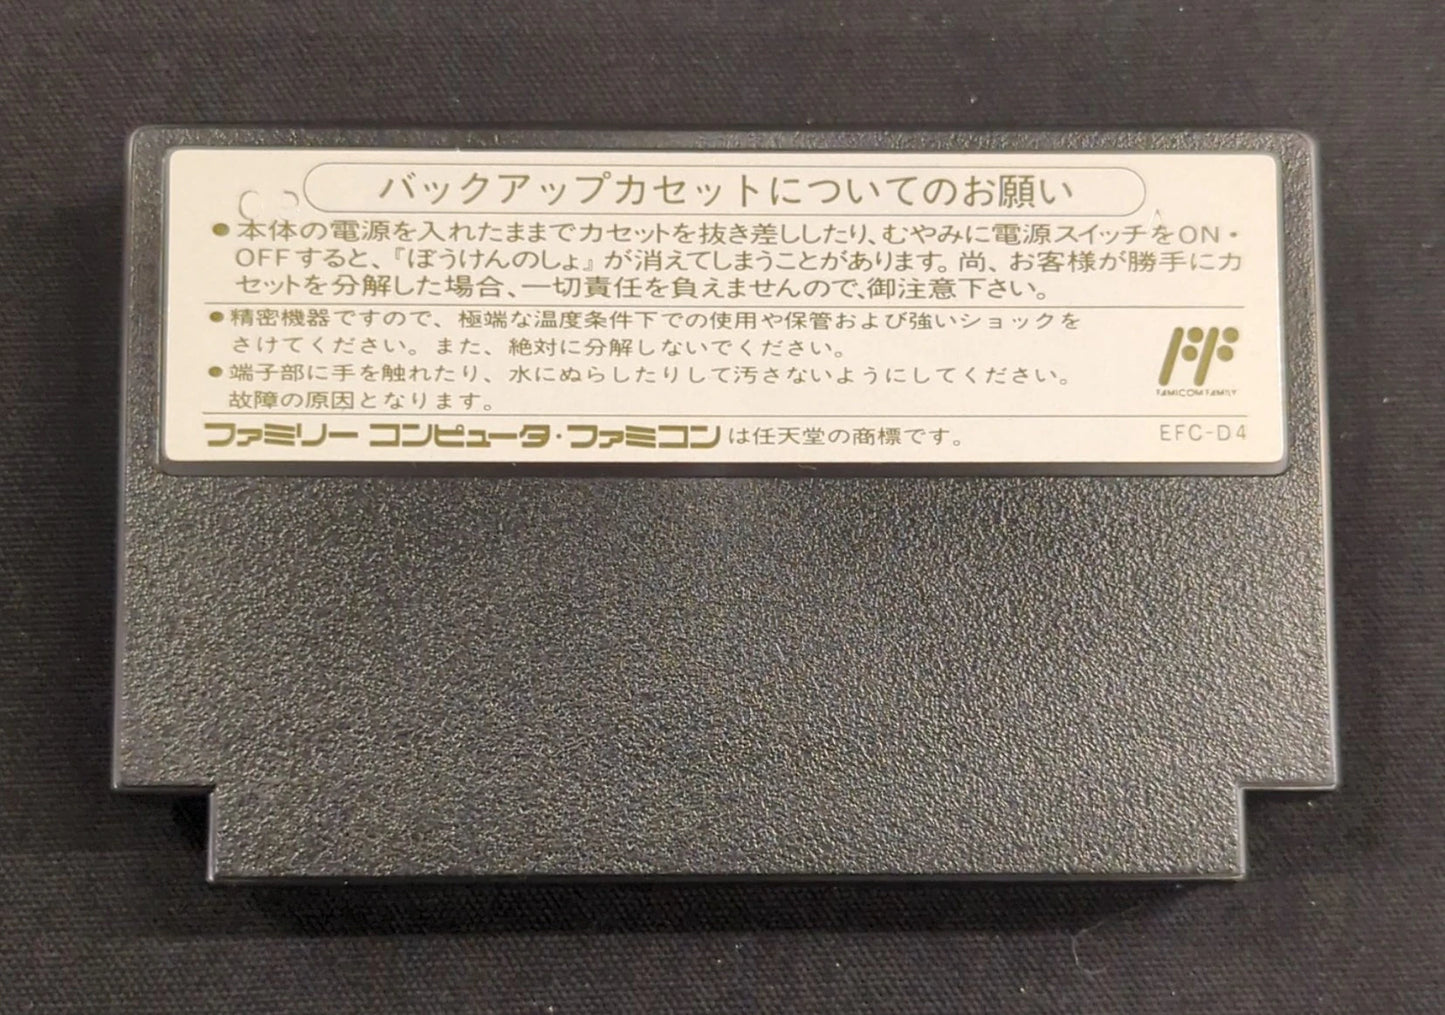 バックアップカセットについてのお願い
●本体の電源を入れたままでカセットを抜き差ししたり、むやみに電源スイッチをON・
OFFすると、『ぼうけんのしょ』が消えてしまうことがあります。尚、お客様が勝手にカ
セットを分解した場合、一切責任を負えませんので、御注意下さい。
●精密機器ですので、極端な温度条件下での使用や保管および強いショックを
さけてください。また、絶対に分解しないでください。
●端子部に手を触れたり、水にぬらしたりして汚さないようにしてください。
故障の原因となります。
FAMICOM FAMILY
ファミリー コンピュータ・ファミコンは任天堂の商標です。
EFC-D4